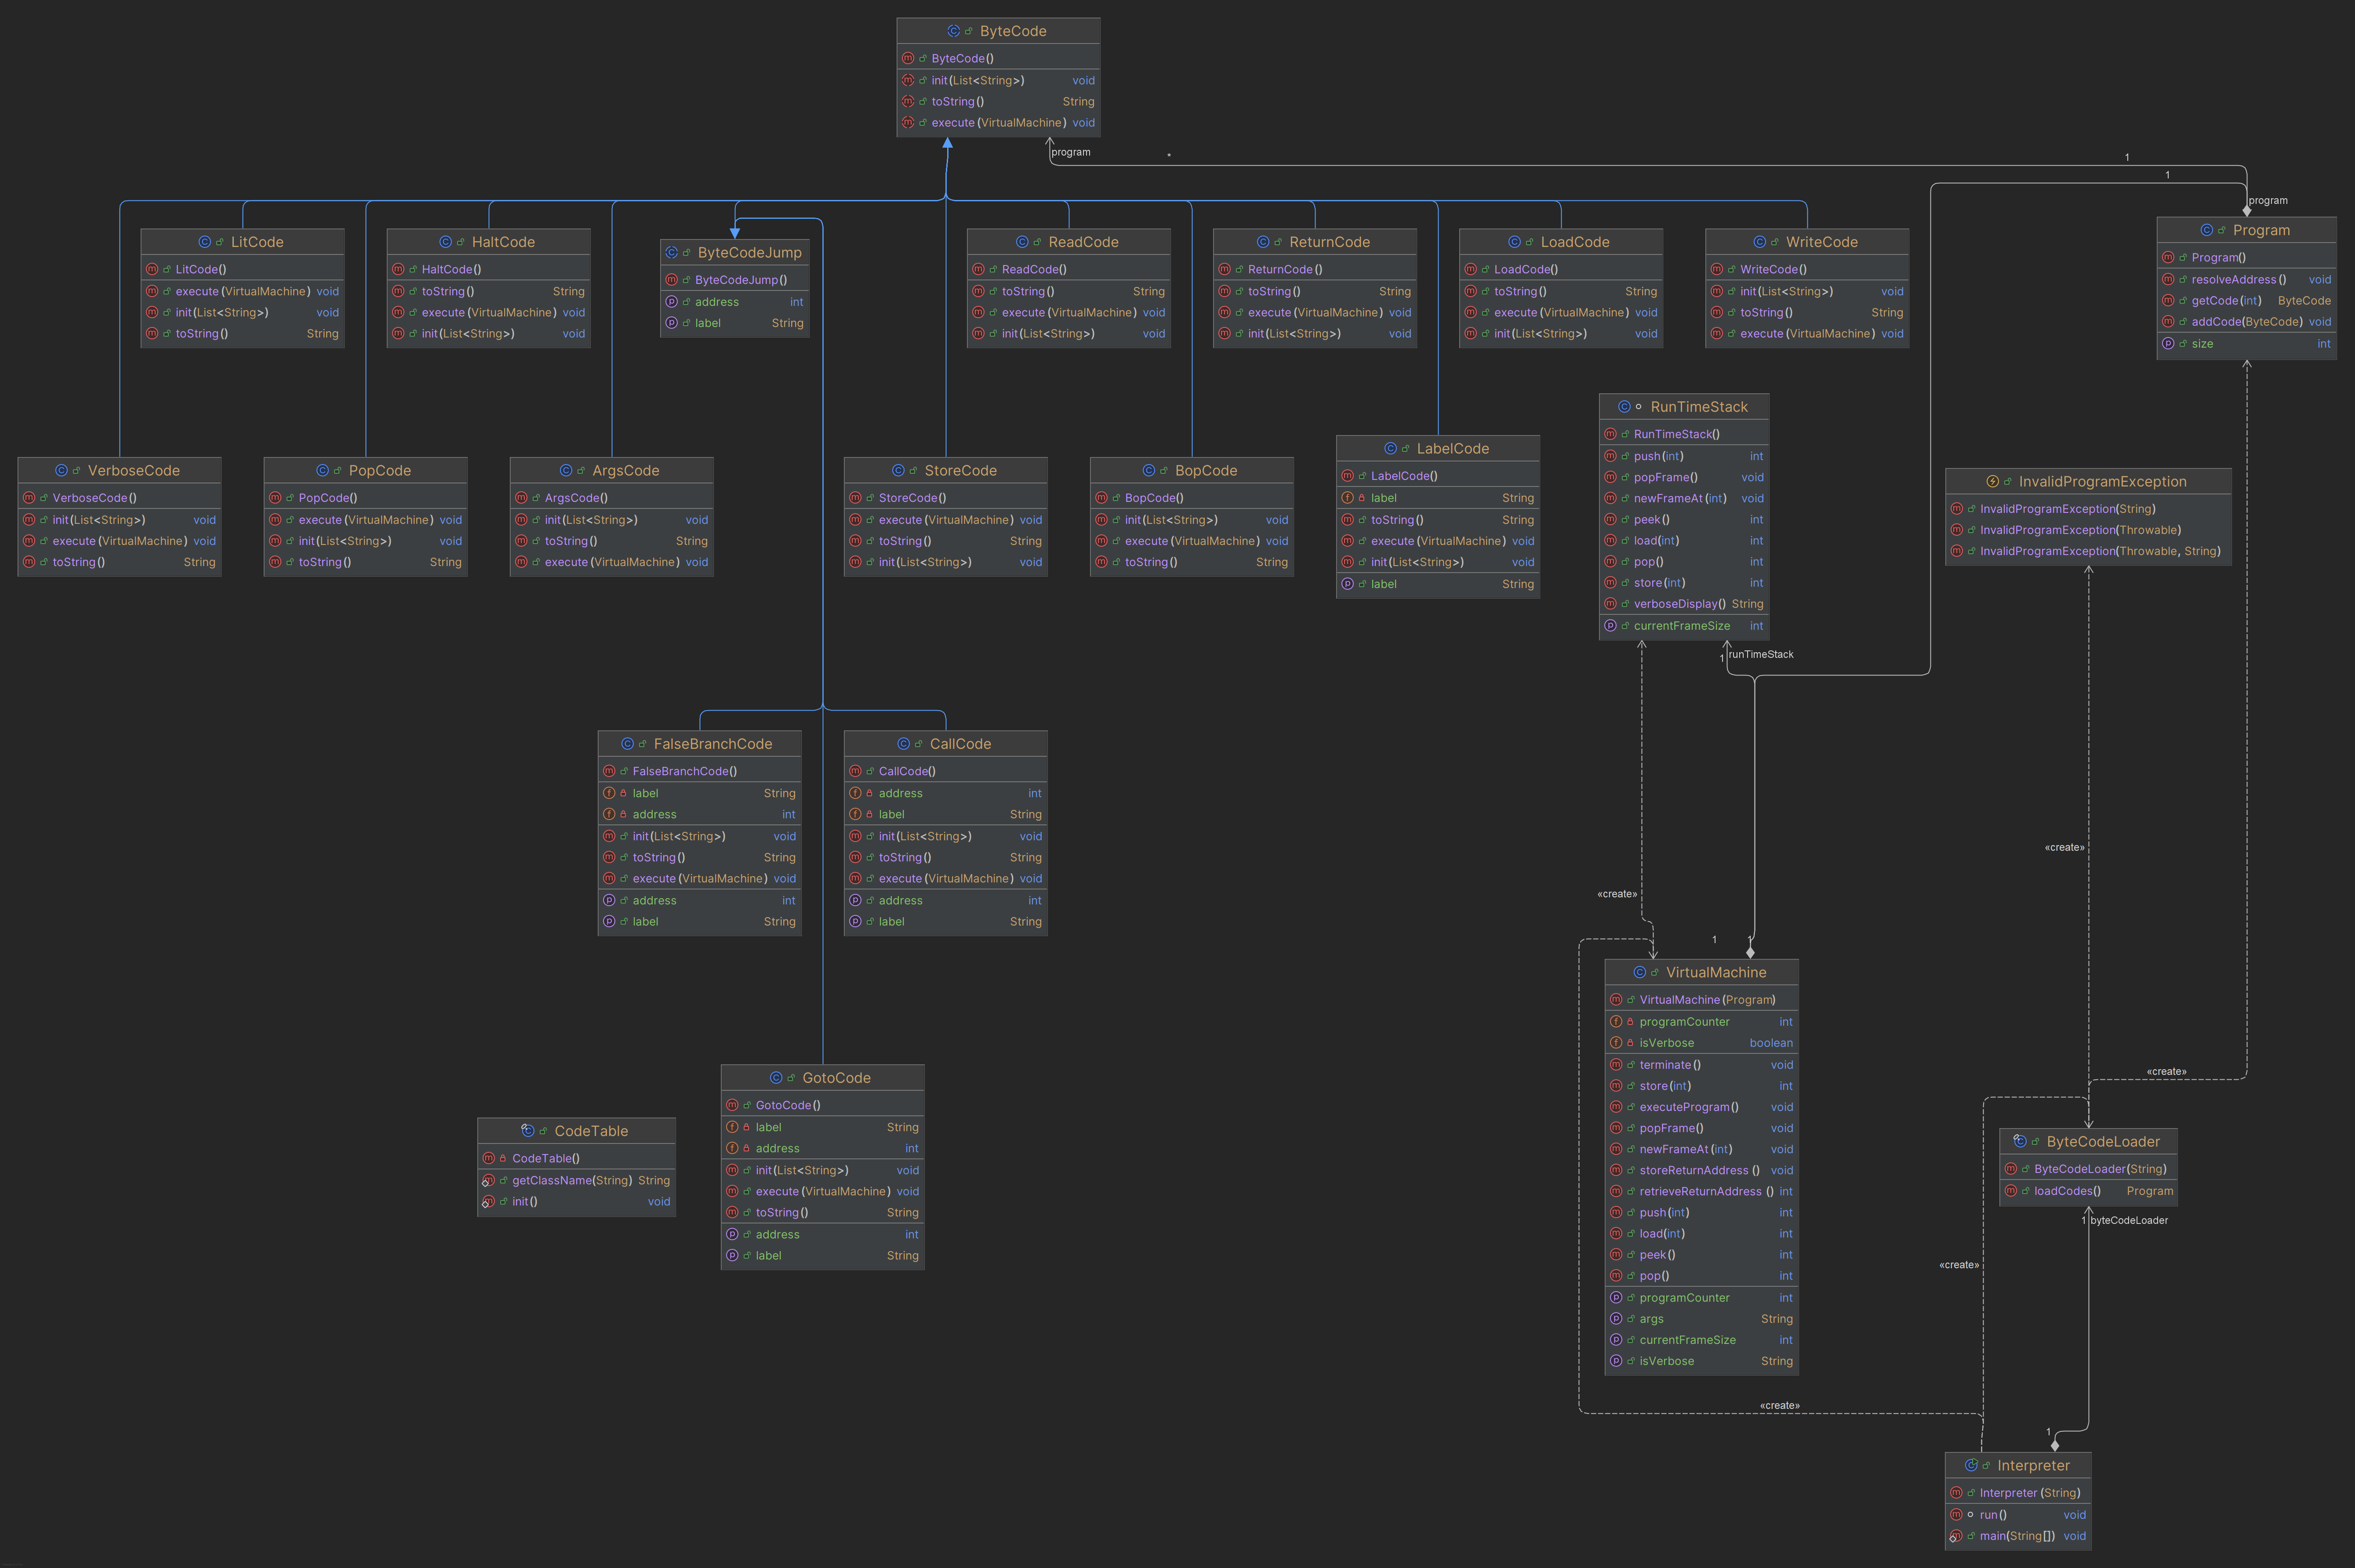 ByteCode
ByteCode()
init(List<String>) void
toString() String
execute(VirtualMachine) void
program
*
1
1
program
LitCode
LitCode()
execute(VirtualMachine) void
init(List<String>) void
toString() String
HaltCode
HaltCode()
toString() String
execute(VirtualMachine) void
init(List<String>) void
ByteCodeJump
ByteCodeJump()
address int
label String
ReadCode
ReadCode()
toString() String
execute(VirtualMachine) void
init(List<String>) void
ReturnCode
ReturnCode()
toString() String
execute(VirtualMachine) void
init(List<String>) void
LoadCode
LoadCode()
toString() String
execute(VirtualMachine) void
init(List<String>) void
WriteCode
WriteCode()
init(List<String>) void
toString() String
execute(VirtualMachine) void
Program
Program()
resolveAddress() void
getCode(int) ByteCode
addCode(ByteCode) void
size int
VerboseCode
VerboseCode()
init(List<String>) void
execute(VirtualMachine) void
toString() String
PopCode
PopCode()
execute(VirtualMachine) void
init(List<String>) void
toString() String
ArgsCode
ArgsCode()
init(List<String>) void
toString() String
execute(VirtualMachine) void
StoreCode
StoreCode()
execute(VirtualMachine) void
toString() String
init(List<String>) void
BopCode
BopCode()
init(List<String>) void
execute(VirtualMachine) void
toString() String
LabelCode
LabelCode()
label String
toString() String
execute(VirtualMachine) void
init(List<String>) void
label String
RunTimeStack
RunTimeStack()
push(int) int
popFrame() void
newFrameAt(int) void
peek() int
load(int) int
pop() int
store(int) int
verboseDisplay() String
currentFrameSize int
1 runTimeStack
InvalidProgramException
InvalidProgramException(String)
InvalidProgramException(Throwable)
InvalidProgramException(Throwable, String)
FalseBranchCode
FalseBranchCode()
label String
address int
init(List<String>) void
toString() String
execute(VirtualMachine) void
address int
label String
CallCode
CallCode()
address int
label String
init(List<String>) void
toString() String
execute(VirtualMachine) void
address int
label String
«create»
«create»
1
1
VirtualMachine
VirtualMachine(Program)
programCounter int
isVerbose boolean
terminate() void
store(int) int
executeProgram() void
popFrame() void
newFrameAt(int) void
storeReturnAddress() void
retrieveReturnAddress() int
push(int) int
load(int) int
peek() int
pop() int
programCounter int
args String
currentFrameSize int
isVerbose String
«create»
CodeTable
CodeTable()
getClassName(String) String
init() void
GotoCode
GotoCode()
label String
address int
init(List<String>) void
execute(VirtualMachine) void
toString() String
address int
label String
ByteCodeLoader
ByteCodeLoader(String)
loadCodes() Program
1 byteCodeLoader
«create»
«create»
1
Interpreter
Interpreter(String)
run() void
main(String[]) void